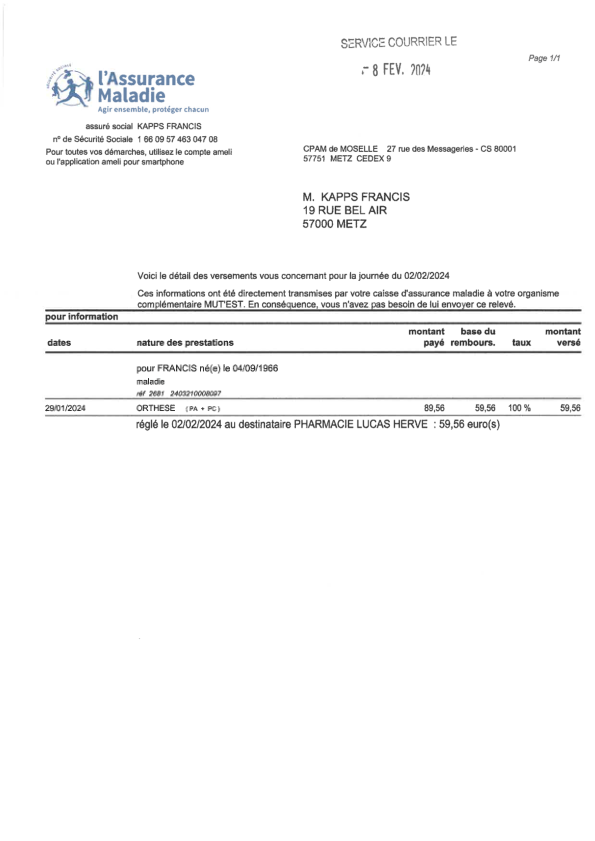 SERVICE COURRIER LE
- 8 FEV. 2024
Page 1/1
l'Assurance
Maladie
Agir ensemble, protéger chacun
assuré social KAPPS FRANCIS
n° de Sécurité Sociale 1 66 09 57 463 047 08
Pour toutes vos démarches, utilisez le compte ameli
ou l'application ameli pour smartphone
CPAM de MOSELLE 27 rue des Messageries - CS 80001
57751 METZ CEDEX 9
M. KAPPS FRANCIS
19 RUE BEL AIR
57000 METZ
Voici le détail des versements vous concernant pour la journée du 02/02/2024
Ces informations ont été directement transmises par votre caisse d'assurance maladie à votre organisme
complémentaire MUT'EST. En conséquence, vous n'avez pas besoin de lui envoyer ce relevé.
pour information
dates nature des prestations montant payé base du rembours. taux montant versé
pour FRANCIS né(e) le 04/09/1966
maladie
réf 2681 2403210008097
29/01/2024 ORTHESE (PA + PC) 89,56 59,56 100 % 59,56
réglé le 02/02/2024 au destinataire PHARMACIE LUCAS HERVE : 59,56 euro(s)